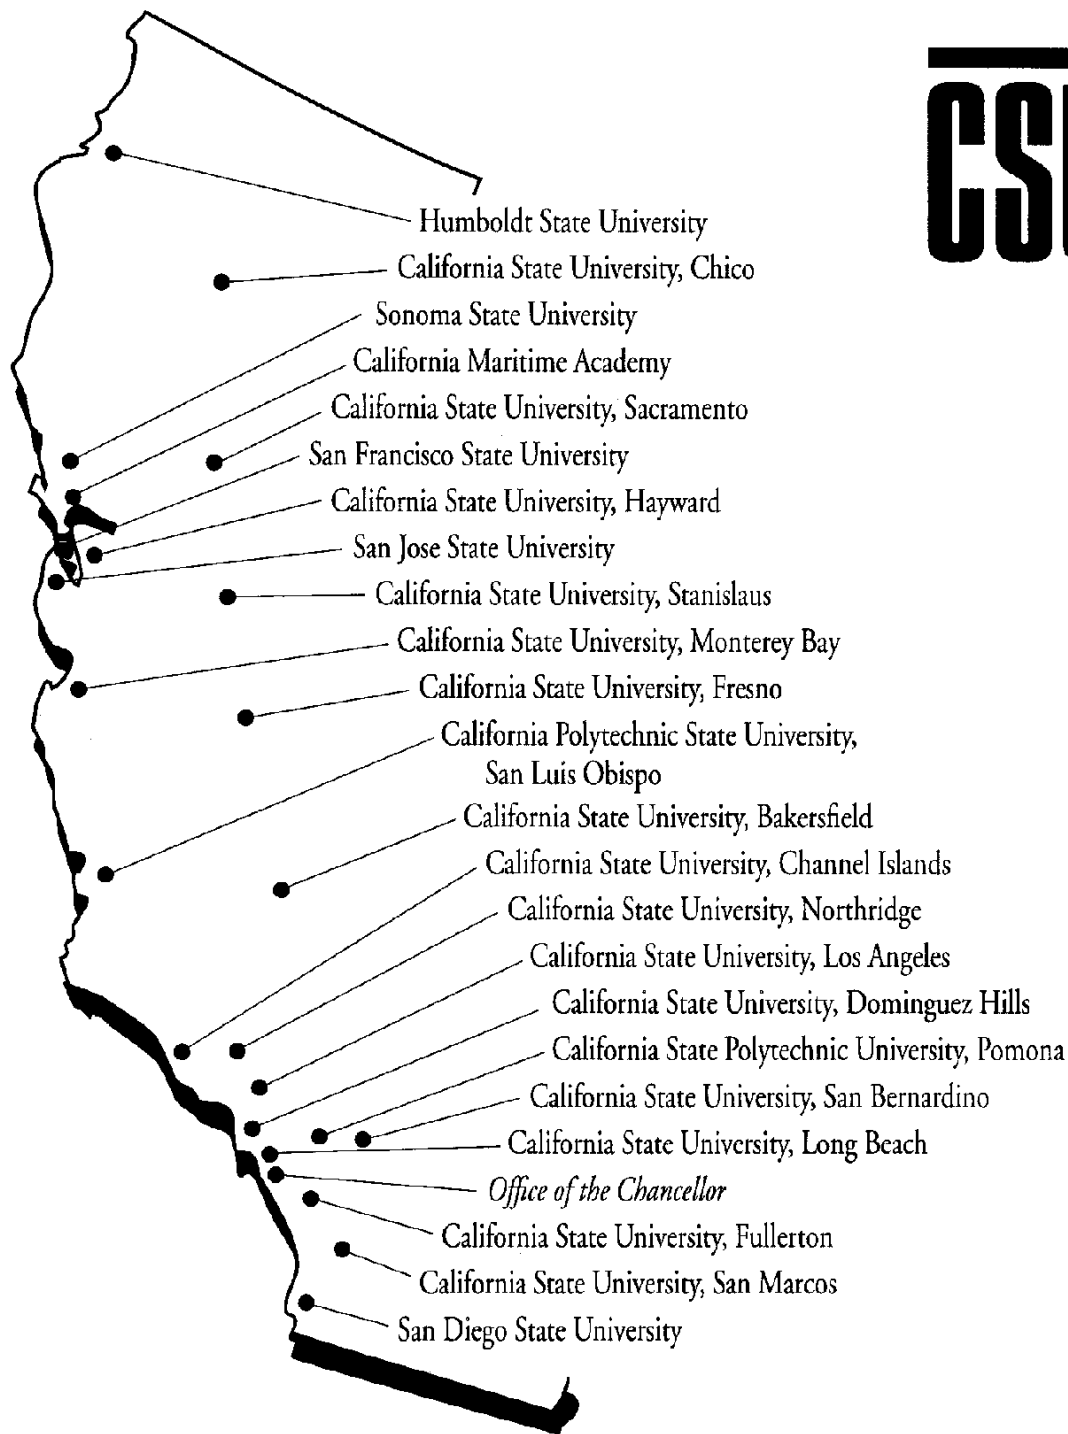 CSU
Humboldt State University
California State University, Chico
Sonoma State University
California Maritime Academy
California State University, Sacramento
San Francisco State University
California State University, Hayward
San Jose State University
California State University, Stanislaus
California State University, Monterey Bay
California State University, Fresno
California Polytechnic State University,
San Luis Obispo
California State University, Bakersfield
California State University, Channel Islands
California State University, Northridge
California State University, Los Angeles
California State University, Dominguez Hills
California State Polytechnic University, Pomona
California State University, San Bernardino
California State University, Long Beach
Office of the Chancellor
California State University, Fullerton
California State University, San Marcos
San Diego State University